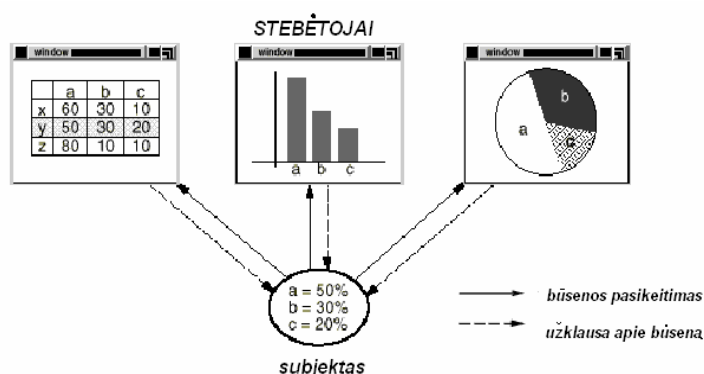 STEBĖTOJAI
window
window
window
a b c
x 60 30 10
y 50 30 20
z 80 10 10
a b c
a
b
c
a = 50%
b = 30%
c = 20%
subjektas
būsenos pasikeitimas
užklausa apie būseną